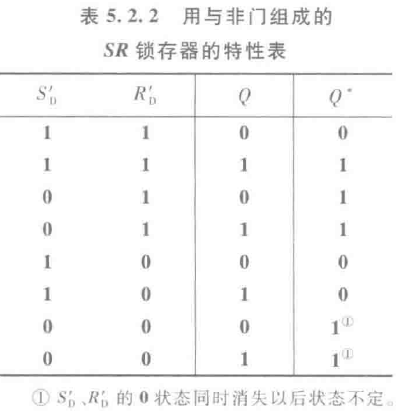 表 5.2.2 用与非门组成的
SR 锁存器的特性表
S′D R′D Q Q*
1 1 0 0
1 1 1 1
0 1 0 1
0 1 1 1
1 0 0 0
1 0 1 0
0 0 0 1①
0 0 1 1①
① S′D、R′D 的 0 状态同时消失以后状态不定。